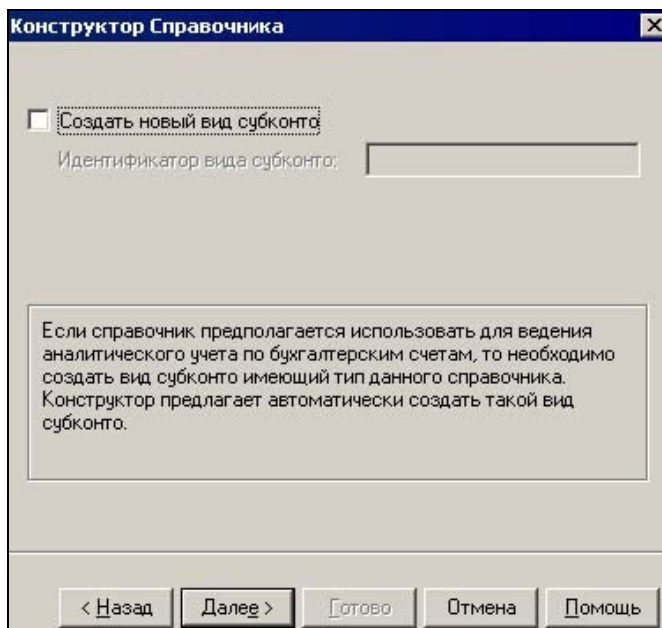 Конструктор Справочника
Создать новый вид субконто
Идентификатор вида субконто:
Если справочник предполагается использовать для ведения
аналитического учета по бухгалтерским счетам, то необходимо
создать вид субконто имеющий тип данного справочника.
Конструктор предлагает автоматически создать такой вид
субконто.
< Назад Далее > Готово Отмена Помощь